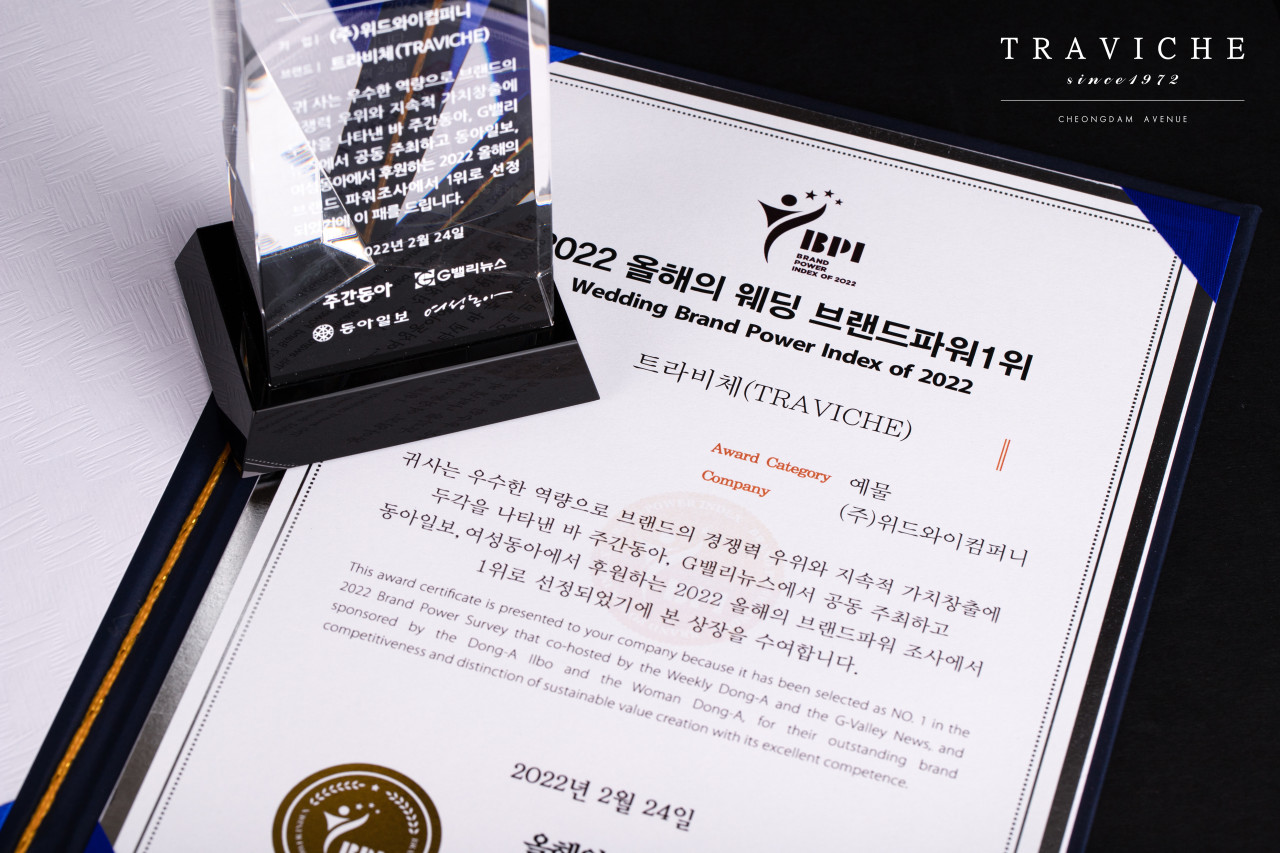 TRAVICHE
since1972
CHEONGDAM AVENUE
(주)위드와이컴퍼니
브랜드 | 트라비체(TRAVICHE)
귀 사는 우수한 역량으로 브랜드의
우위와 지속적 가치창출에
나타낸 바 주간동아, G밸리
공동 주최하고 동아일보,
후원하는 2022 올해의
브랜드 파워조사에서 1위로 선정
이 패를 드립니다.
2022년 2월 24일
주간동아 G밸리뉴스
동아일보 여성동아
BPI
BRAND
POWER
INDEX OF 2022
2022 올해의 웨딩 브랜드파워1위
Wedding Brand Power Index of 2022
트라비체(TRAVICHE)
Award Category 예물
Company (주)위드와이컴퍼니
귀사는 우수한 역량으로 브랜드의 경쟁력 우위와 지속적 가치창출에
두각을 나타낸 바 주간동아, G밸리뉴스에서 공동 주최하고
동아일보, 여성동아에서 후원하는 2022 올해의 브랜드파워 조사에서
1위로 선정되었기에 본 상장을 수여합니다.
This award certificate is presented to your company because it has been selected as NO. 1 in the
2022 Brand Power Survey that co-hosted by the Weekly Dong-A and the G-Valley News, and
sponsored by the Dong-A Ilbo and the Woman Dong-A, for their outstanding brand
competitiveness and distinction of sustainable value creation with its excellent competence.
2022년 2월 24일
BPI